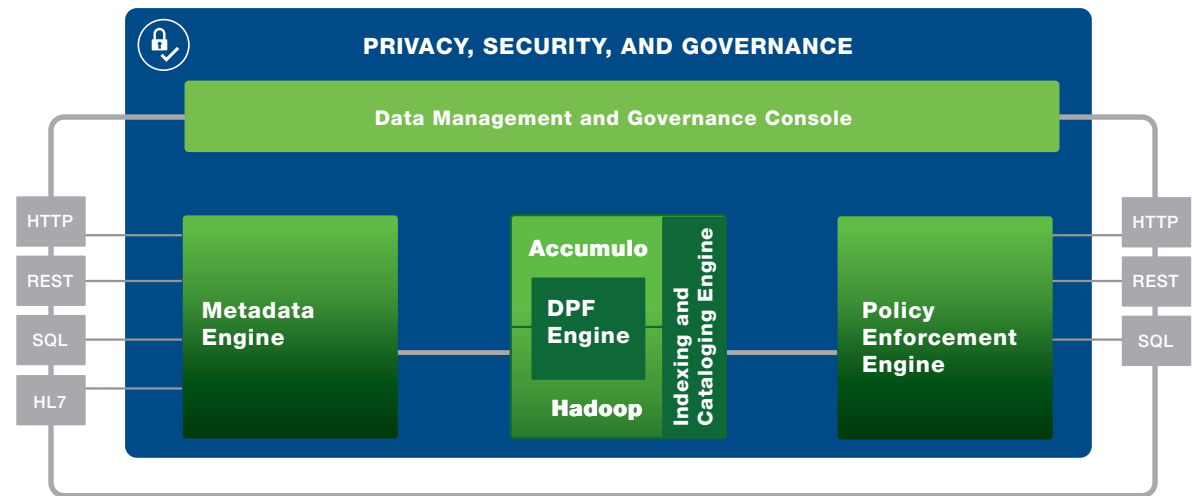 PRIVACY, SECURITY, AND GOVERNANCE
Data Management and Governance Console
HTTP
REST
SQL
HL7
Metadata
Engine
Accumulo
DPF
Engine
Hadoop
Indexing and
Cataloging Engine
Policy
Enforcement
Engine
HTTP
REST
SQL